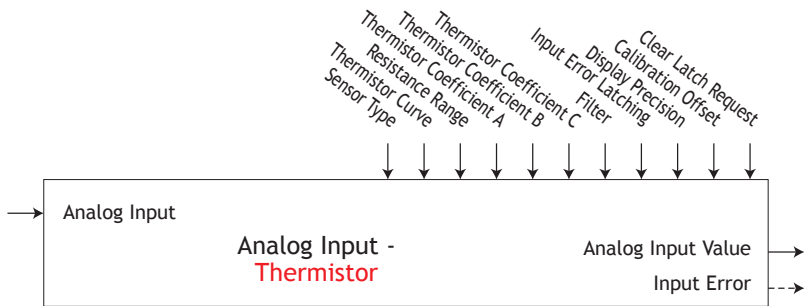 Sensor Type
Thermistor Curve
Resistance Range
Thermistor Coefficient A
Thermistor Coefficient B
Thermistor Coefficient C
Filter
Input Error Latching
Display Precision
Calibration Offset
Clear Latch Request
Analog Input
Analog Input -
Thermistor
Analog Input Value
Input Error